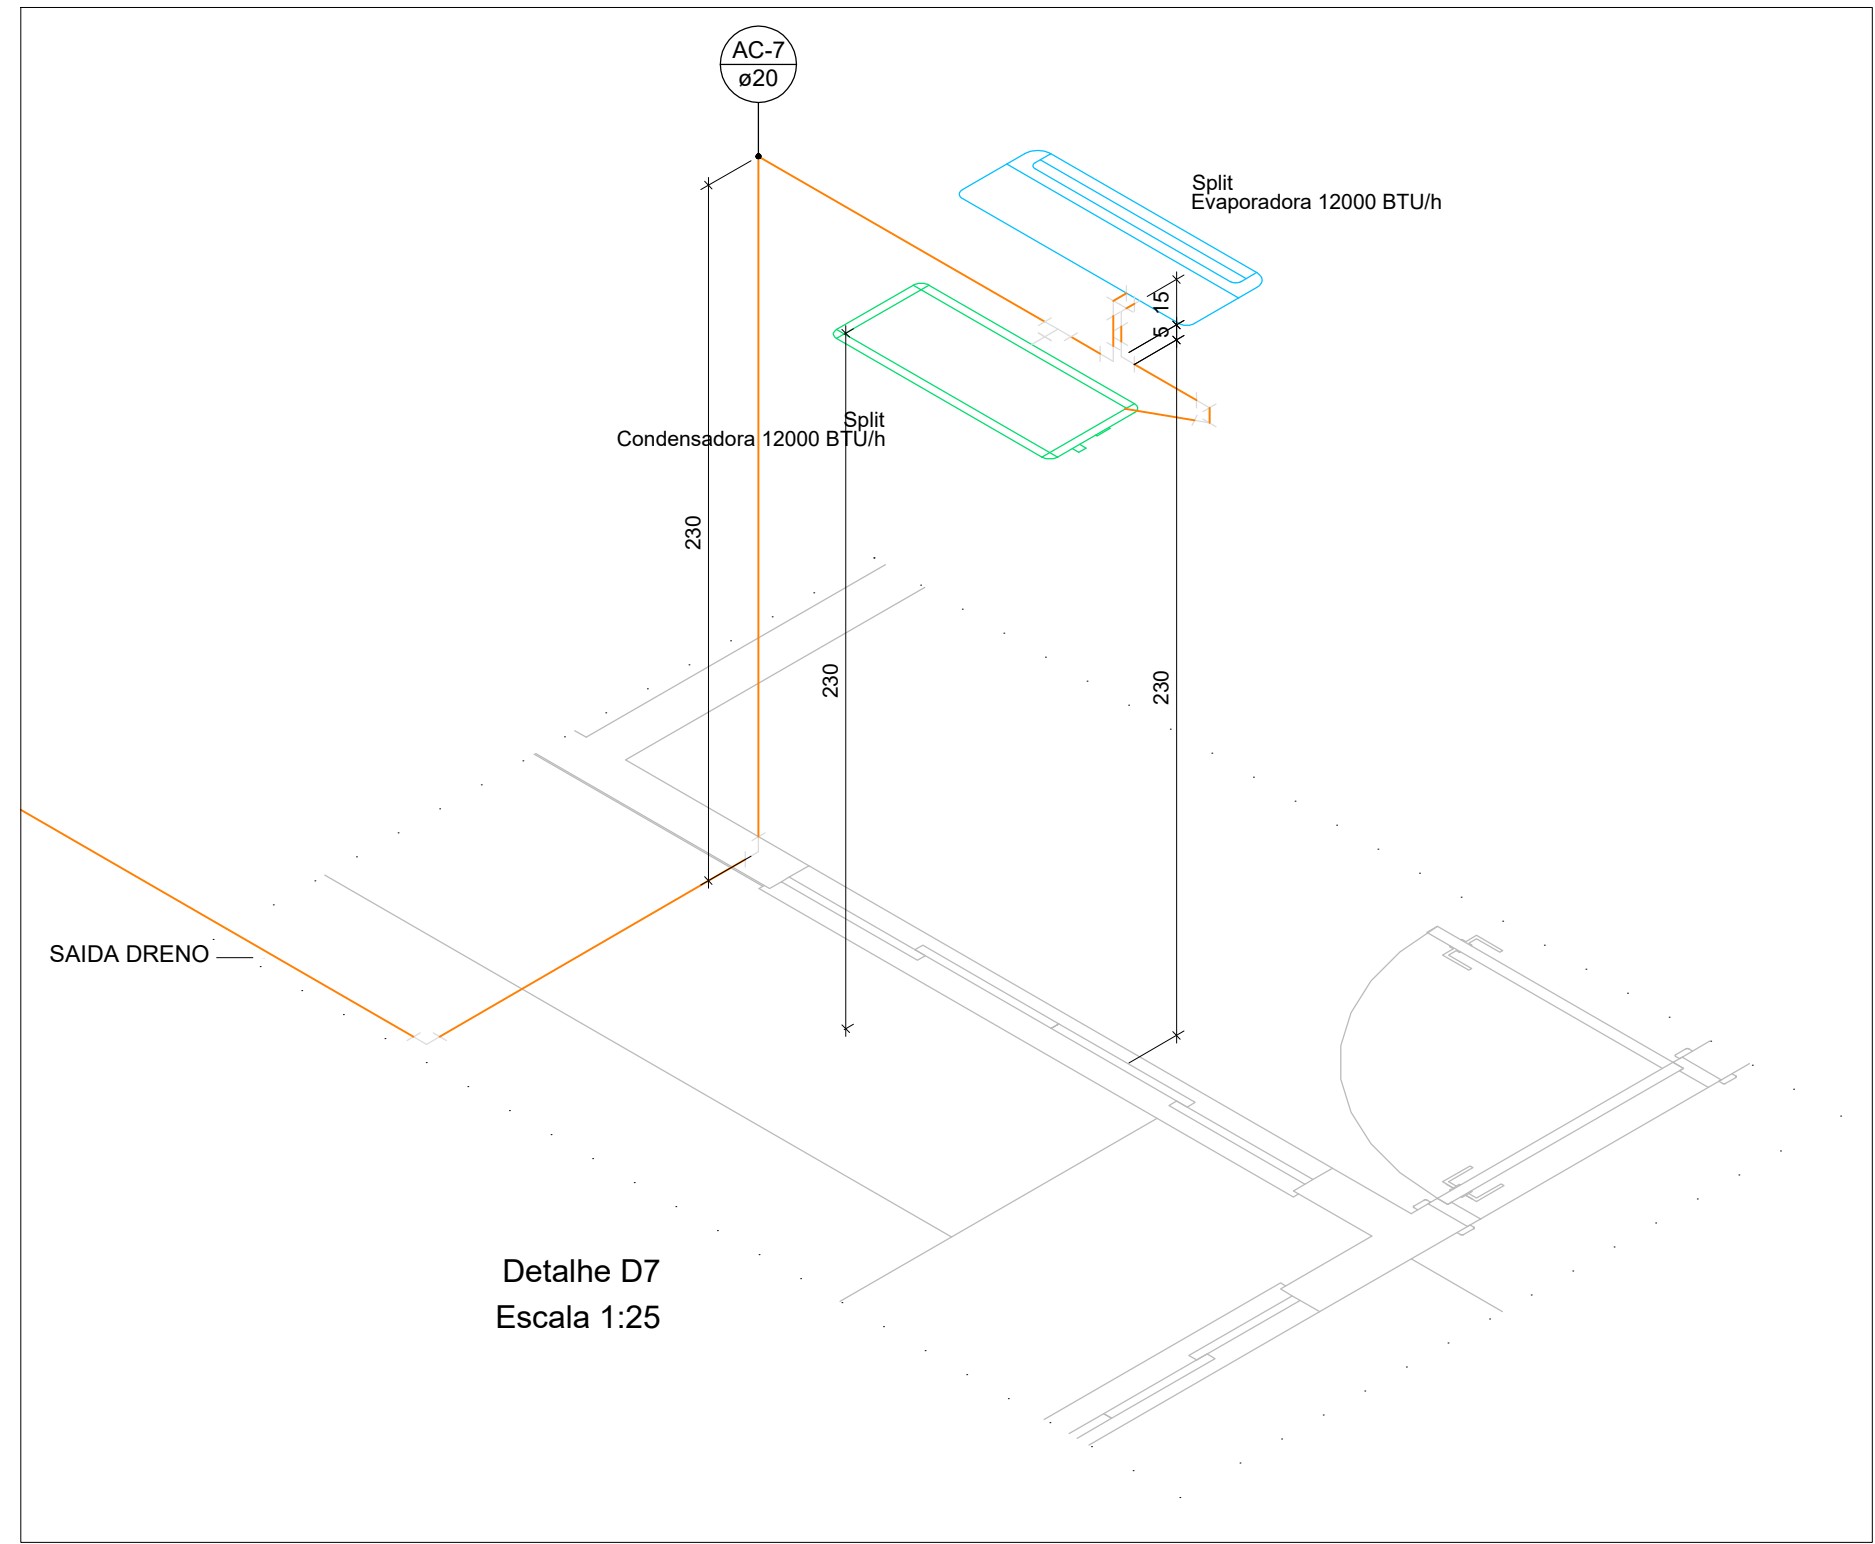 AC-7
ø20
Split
Evaporadora 12000 BTU/h
15
5
Split
Condensadora 12000 BTU/h
230
230
230
SAIDA DRENO
Detalhe D7
Escala 1:25